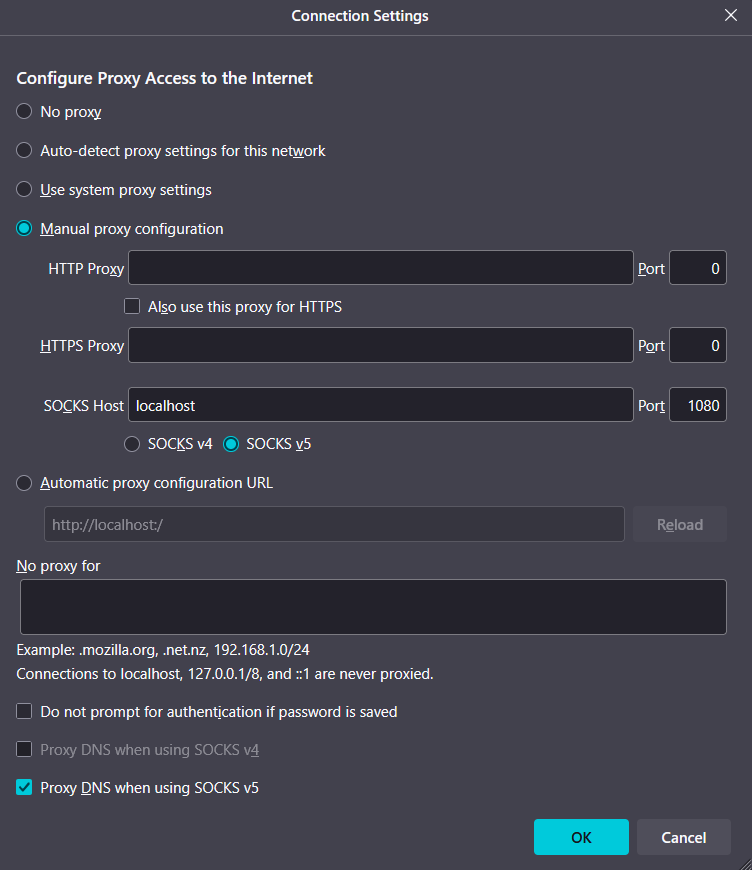 Connection Settings
Configure Proxy Access to the Internet
No proxy
Auto-detect proxy settings for this network
Use system proxy settings
Manual proxy configuration
HTTP Proxy Port 0
Also use this proxy for HTTPS
HTTPS Proxy Port 0
SOCKS Host localhost Port 1080
SOCKS v4 SOCKS v5
Automatic proxy configuration URL
http://localhost:/ Reload
No proxy for
Example: .mozilla.org, .net.nz, 192.168.1.0/24
Connections to localhost, 127.0.0.1/8, and ::1 are never proxied.
Do not prompt for authentication if password is saved
Proxy DNS when using SOCKS v4
Proxy DNS when using SOCKS v5
OK Cancel